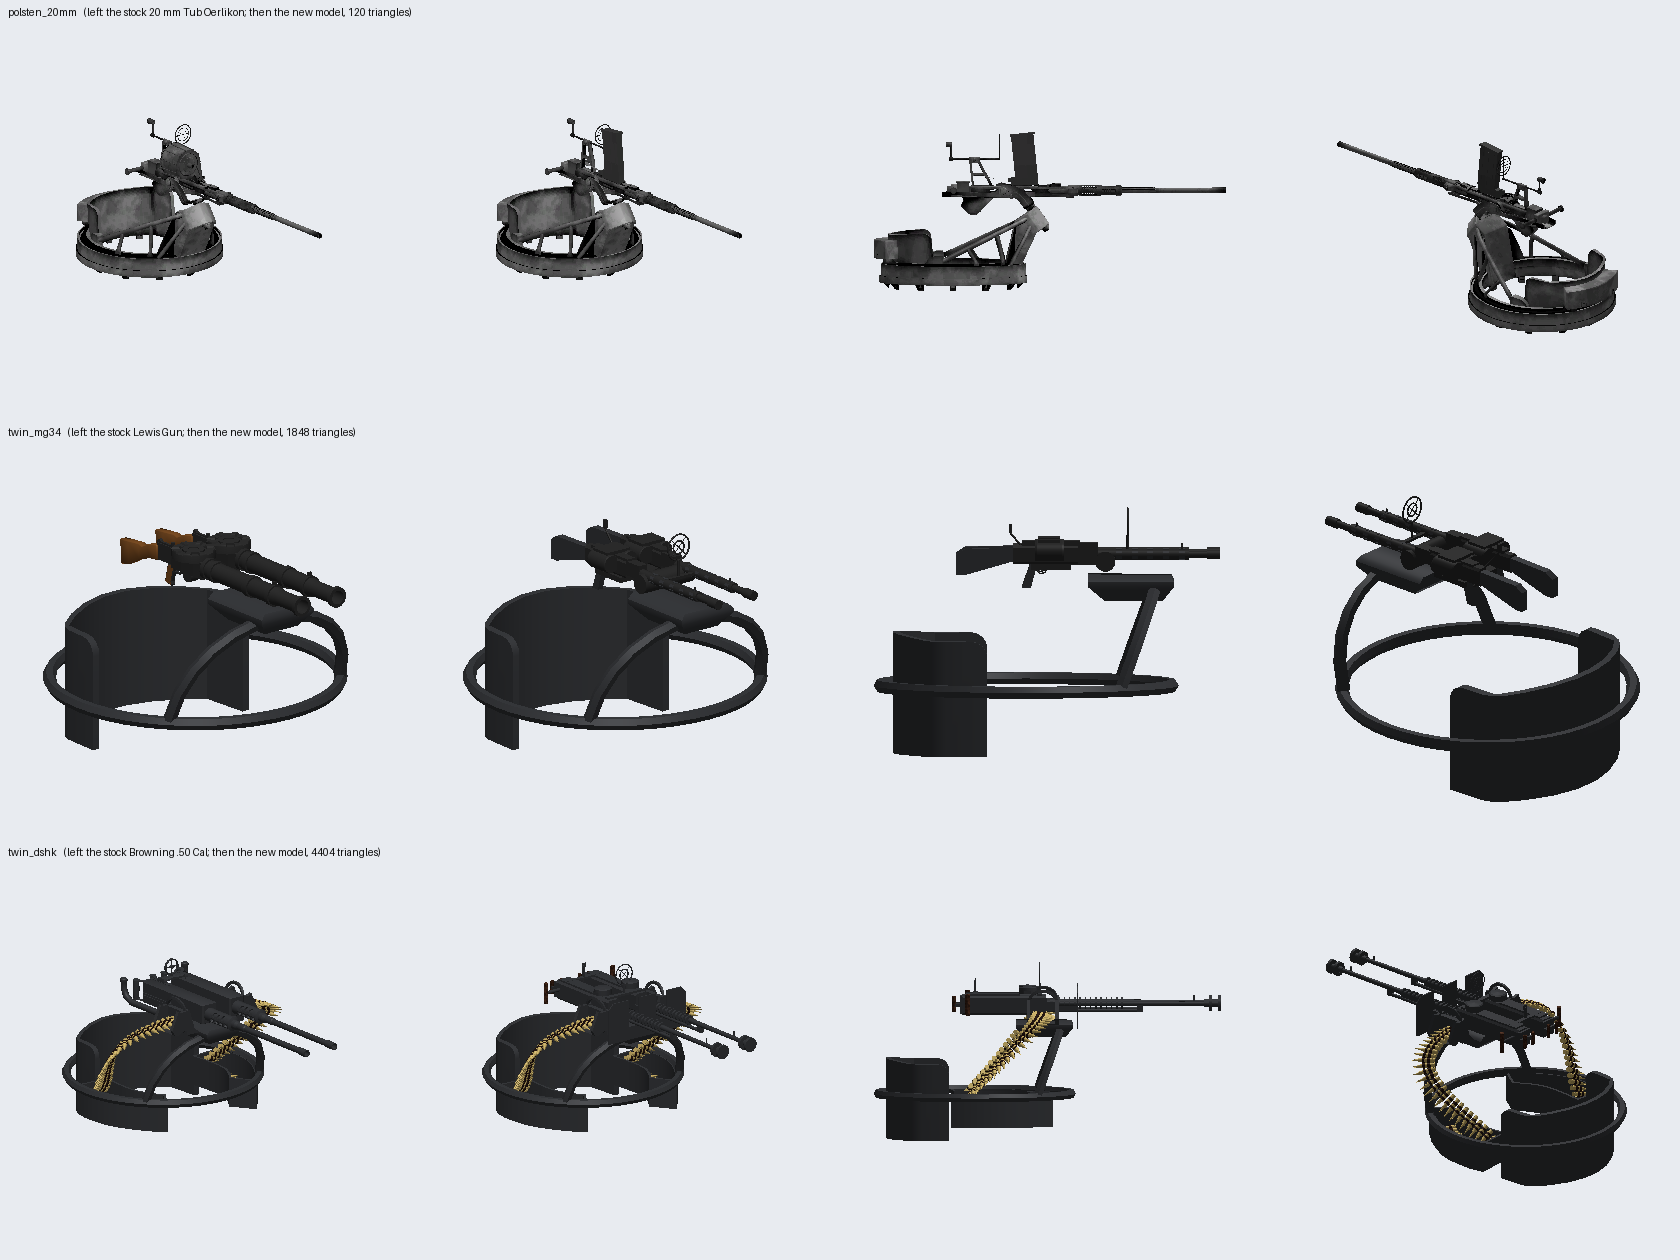 polsten_20mm (left: the stock 20 mm Tub Oerlikon; then the new model, 120 triangles)
twin_mg34 (left: the stock Lewis Gun; then the new model, 1848 triangles)
twin_dshk (left: the stock Browning .50 Cal; then the new model, 4404 triangles)